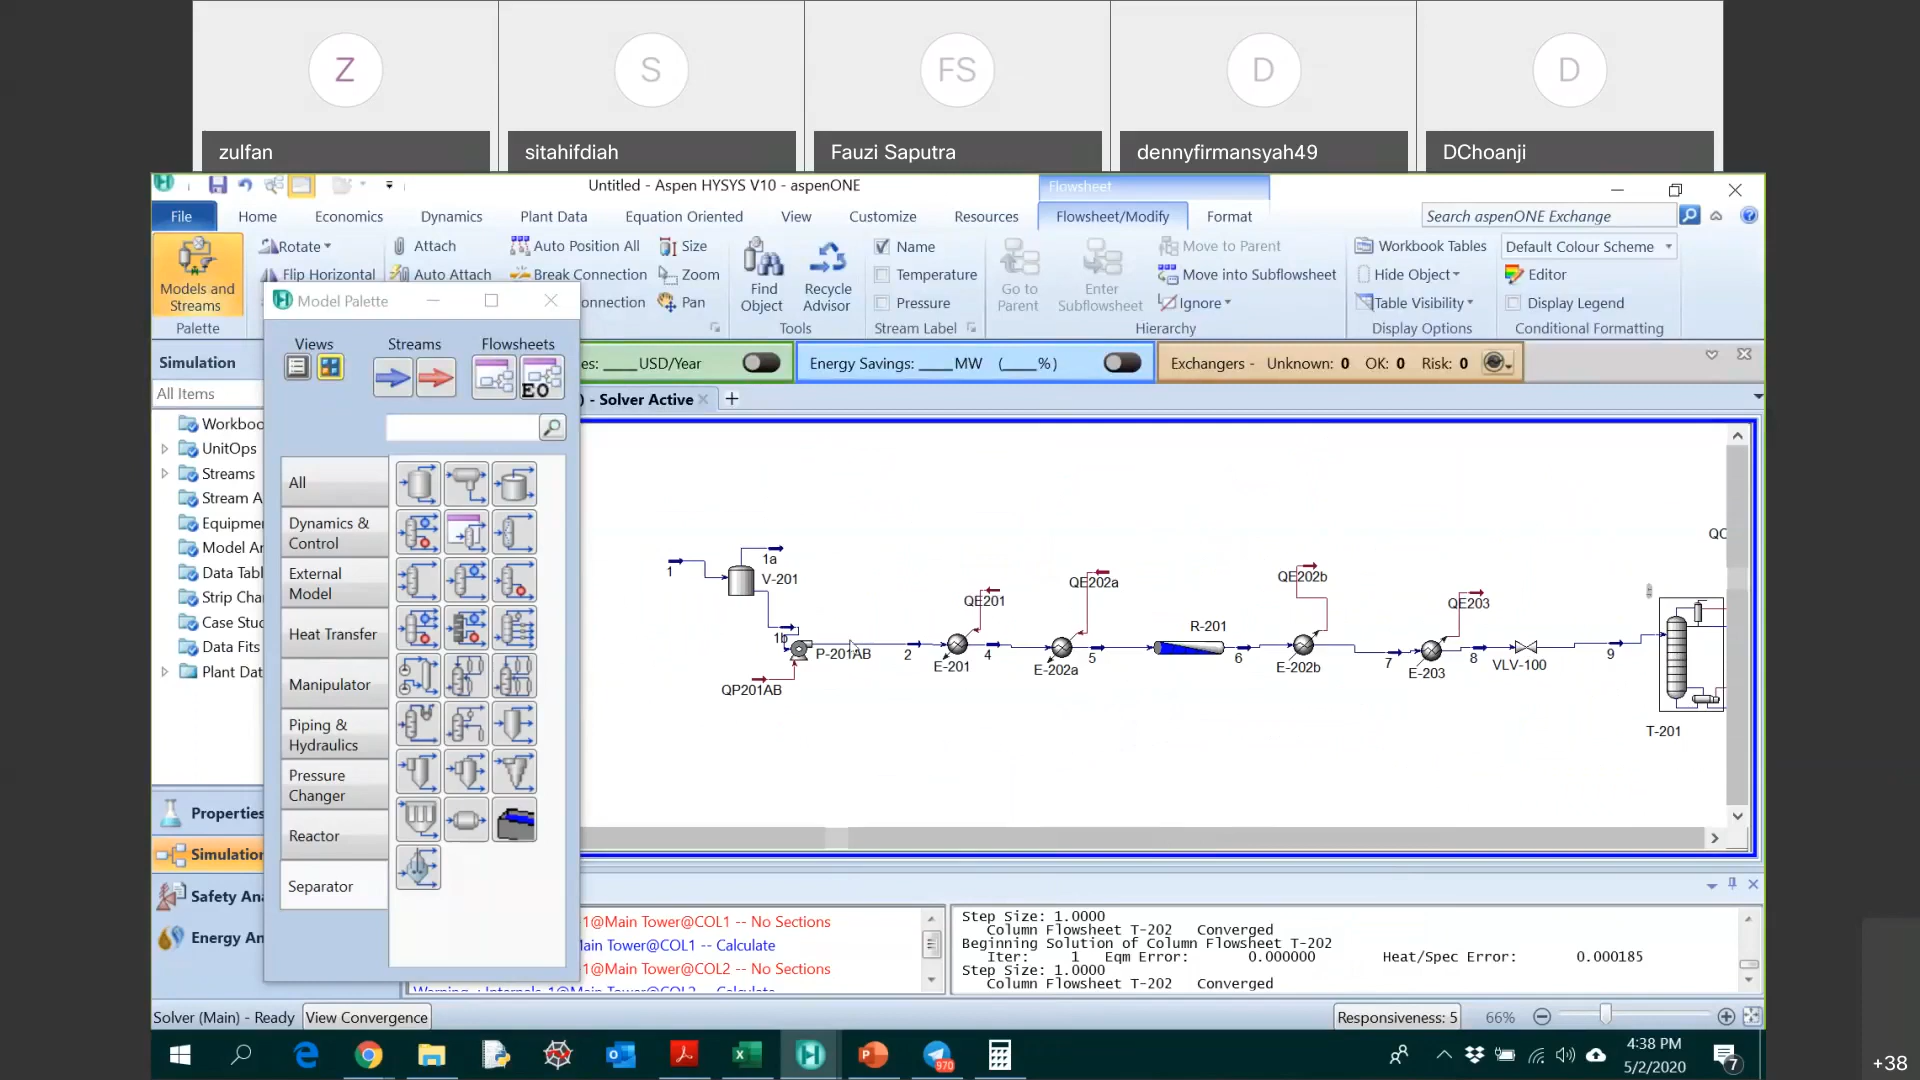 Z
S
FS
D
D
zulfan
sitahifdiah
Fauzi Saputra
dennyfirmansyah49
DChoanji
Untitled - Aspen HYSYS V10 - aspenONE
Flowsheet
File
Home
Economics
Dynamics
Plant Data
Equation Oriented
View
Customize
Resources
Flowsheet/Modify
Format
Search aspenONE Exchange
Models and
Streams
Palette
Rotate
Flip Horizontal
Attach
Auto Attach
Auto Position All
Break Connection
onnection
Size
Zoom
Pan
Find
Object
Recycle
Advisor
Tools
Name
Temperature
Pressure
Stream Label
Go to
Parent
Enter
Subflowsheet
Move to Parent
Move into Subflowsheet
Ignore
Hierarchy
Workbook Tables
Hide Object
Table Visibility
Display Options
Default Colour Scheme
Editor
Display Legend
Conditional Formatting
Model Palette
Views
Streams
Flowsheets
EO
All
Dynamics &
Control
External
Model
Heat Transfer
Manipulator
Piping &
Hydraulics
Pressure
Changer
Reactor
Separator
Simulation
All Items
Workboo
UnitOps
Streams
Stream A
Equipme
Model An
Data Tabl
Strip Cha
Case Stud
Data Fits
Plant Dat
Properties
Simulation
Safety Ana
Energy An
es: ____USD/Year
Energy Savings: ____MW (____%)
Exchangers - Unknown: 0 OK: 0 Risk: 0
) - Solver Active
1
1a
V-201
1b
P-201AB
QP201AB
2
QE201
E-201
4
QE202a
E-202a
5
R-201
6
QE202b
E-202b
7
QE203
E-203
8
VLV-100
9
T-201
1@Main Tower@COL1 -- No Sections
Main Tower@COL1 -- Calculate
1@Main Tower@COL2 -- No Sections
Step Size: 1.0000
Column Flowsheet T-202 Converged
Beginning Solution of Column Flowsheet T-202
Iter: 1 Eqm Error: 0.000000 Heat/Spec Error: 0.000185
Step Size: 1.0000
Column Flowsheet T-202 Converged
Solver (Main) - Ready
View Convergence
Responsiveness: 5
66%
970
4:38 PM
5/2/2020
7
+38